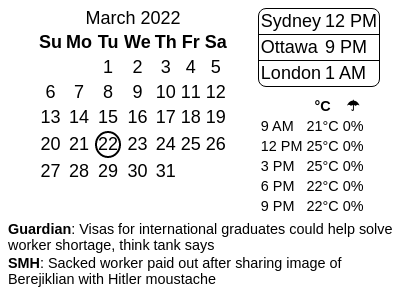 March 2022
Su Mo Tu We Th Fr Sa
1 2 3 4 5
6 7 8 9 10 11 12
13 14 15 16 17 18 19
20 21 22 23 24 25 26
27 28 29 30 31
Sydney 12 PM
Ottawa 9 PM
London 1 AM
°C ☂
9 AM 21°C 0%
12 PM 25°C 0%
3 PM 25°C 0%
6 PM 22°C 0%
9 PM 22°C 0%
Guardian: Visas for international graduates could help solve
worker shortage, think tank says
SMH: Sacked worker paid out after sharing image of
Berejiklian with Hitler moustache